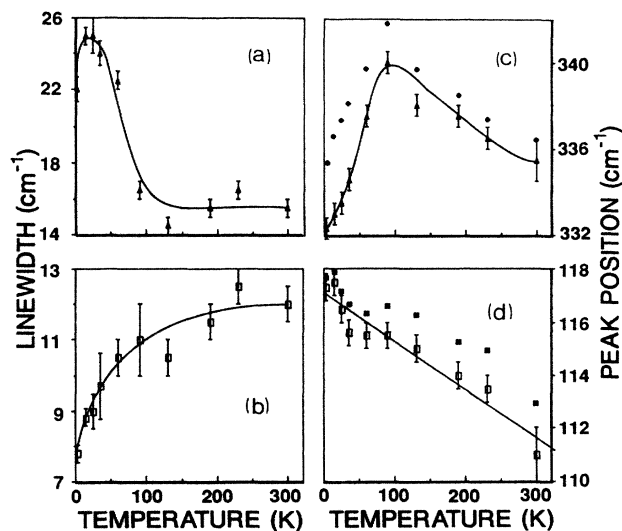 26
22
18
14
(a)
(c)
340
336
332
LINEWIDTH (cm-1)
PEAK POSITION (cm-1)
13
11
9
7
(b)
(d)
118
116
114
112
110
0 100 200 300
0 100 200 300
TEMPERATURE (K)
TEMPERATURE (K)